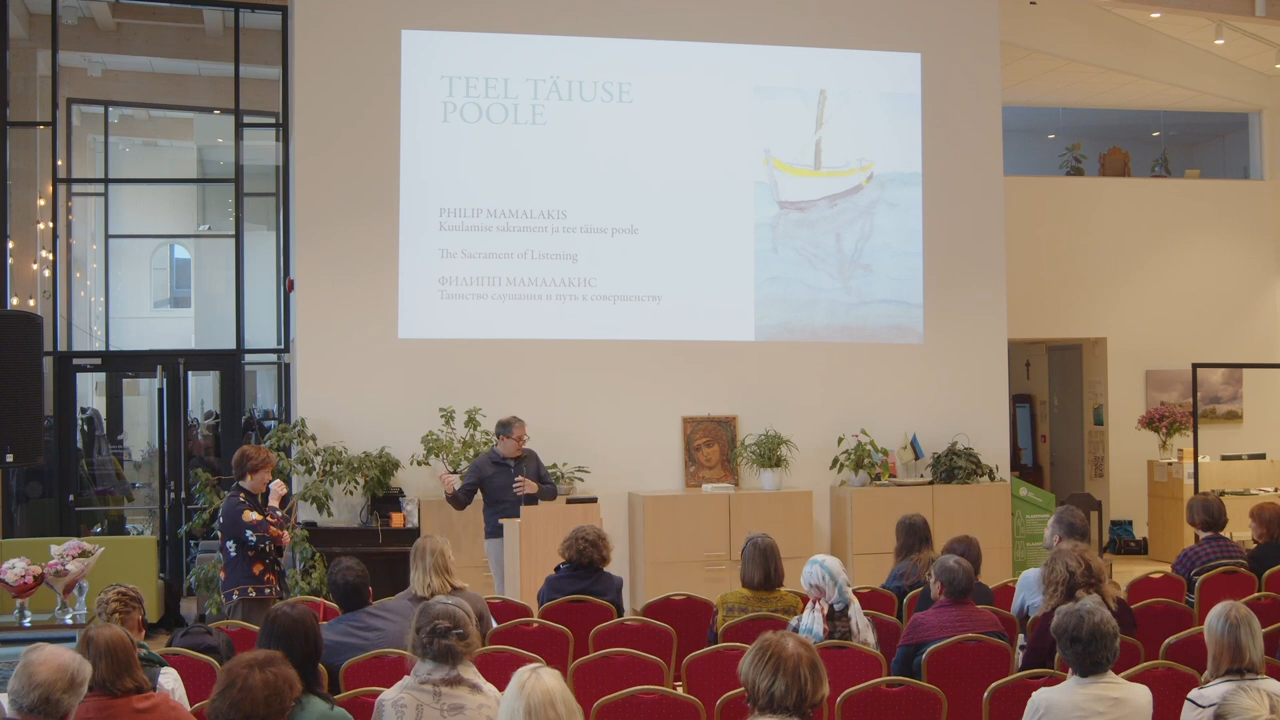 TEEL TÄIUSE
POOLE
PHILIP MAMALAKIS
Kuulamise sakrament ja tee täiuse poole
The Sacrament of Listening
ФИЛИПП МАМАЛАКИС
Таинство слушания и путь к совершенству